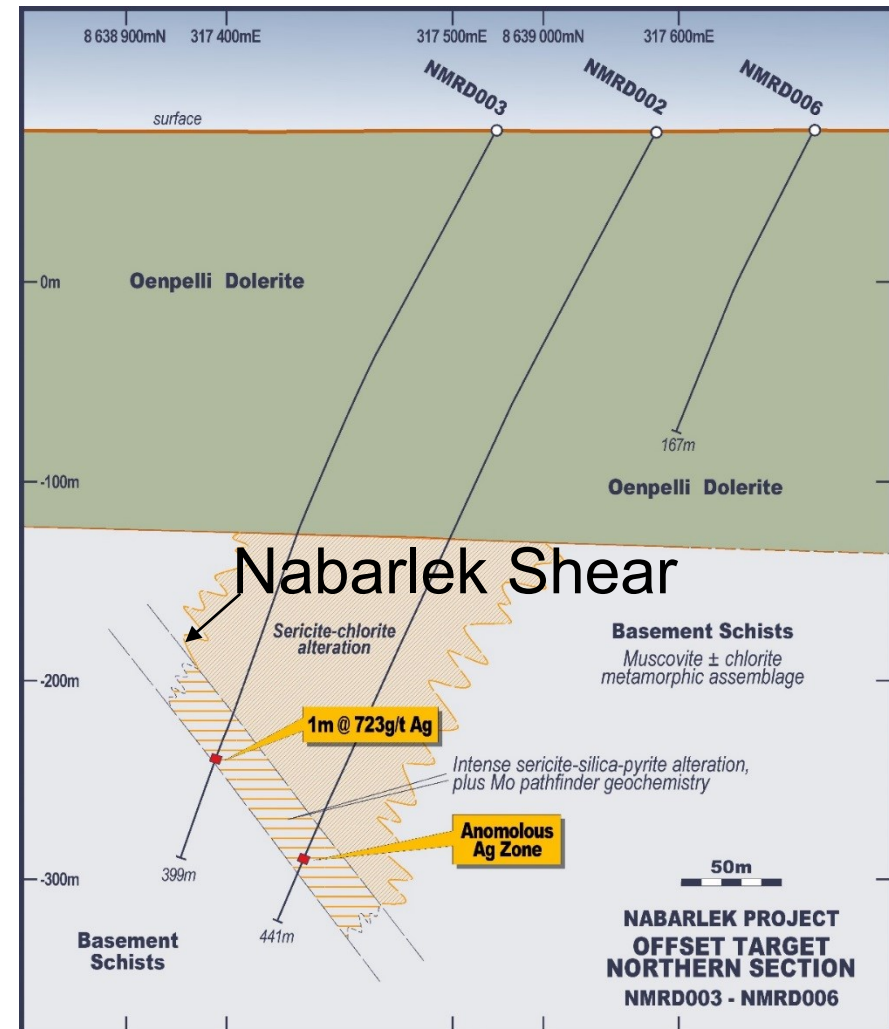 8 638 900mN 317 400mE 317 500mE 8 639 000mN 317 600mE
NMRD003 NMRD002 NMRD006
surface
Oenpelli Dolerite
0m
167m
-100m
Oenpelli Dolerite
Nabarlek Shear
Sericite-chlorite
alteration
Basement Schists
Muscovite ± chlorite
metamorphic assemblage
-200m
1m @ 723g/t Ag
Intense sericite-silica-pyrite alteration,
plus Mo pathfinder geochemistry
Anomolous
Ag Zone
399m
-300m
50m
441m
Basement
Schists
NABARLEK PROJECT
OFFSET TARGET
NORTHERN SECTION
NMRD003 - NMRD006